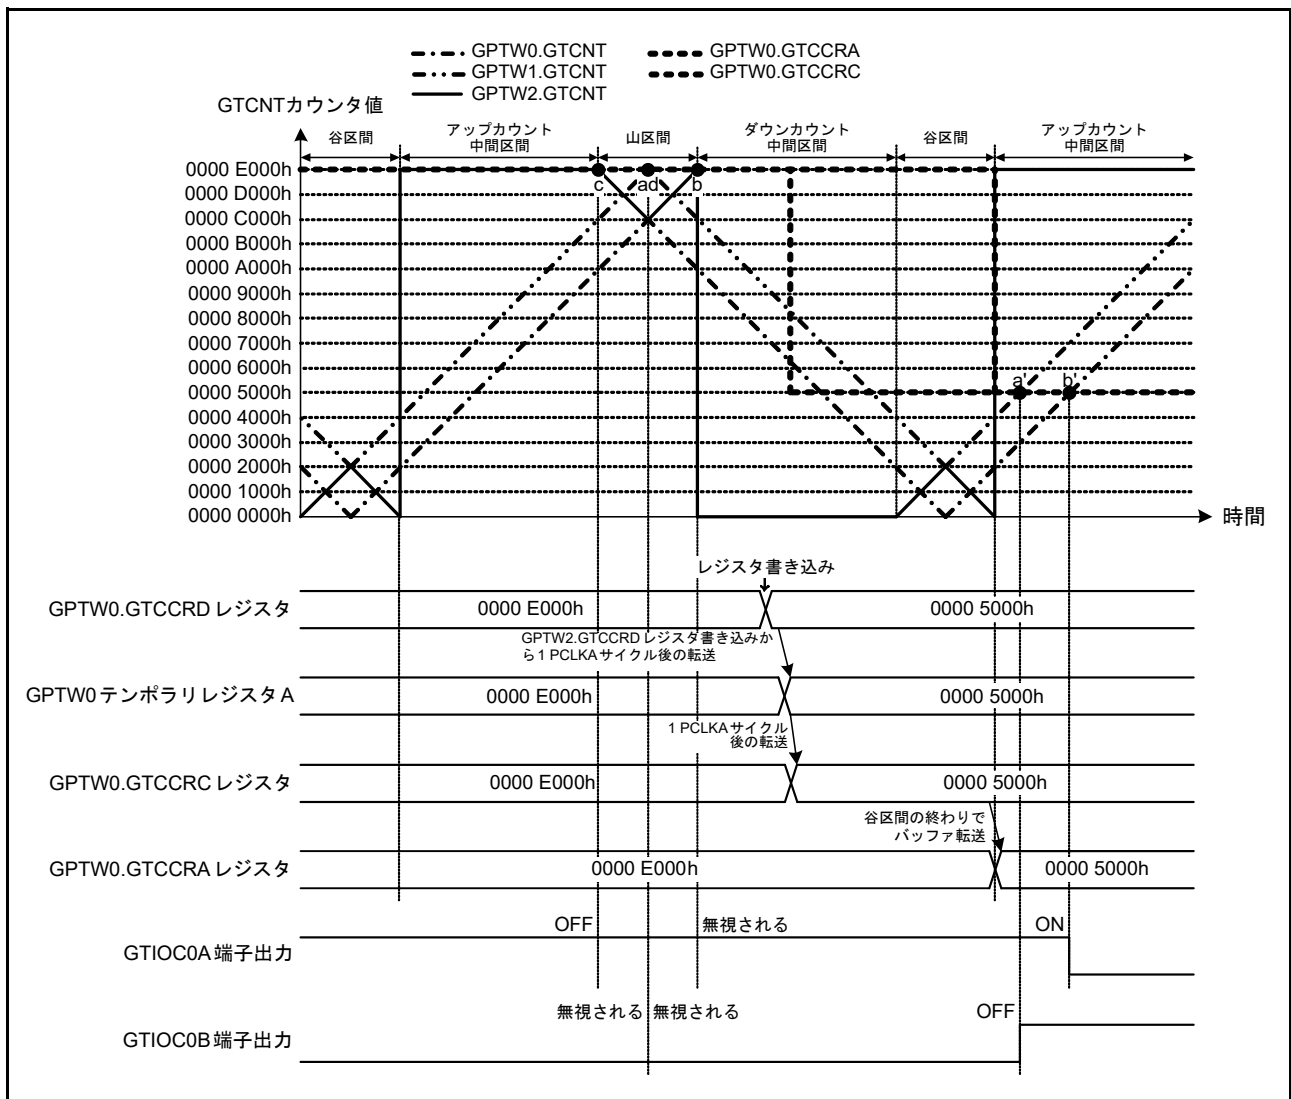 GPTW0.GTCNT
GPTW0.GTCCRA
GPTW1.GTCNT
GPTW0.GTCCRC
GPTW2.GTCNT
GTCNTカウンタ値
谷区間
アップカウント
中間区間
山区間
ダウンカウント
中間区間
谷区間
アップカウント
中間区間
0000 E000h
0000 D000h
0000 C000h
0000 B000h
0000 A000h
0000 9000h
0000 8000h
0000 7000h
0000 6000h
0000 5000h
0000 4000h
0000 3000h
0000 2000h
0000 1000h
0000 0000h
c
ad
b
a'
b'
時間
レジスタ書き込み
GPTW0.GTCCRD レジスタ
0000 E000h
0000 5000h
GPTW2.GTCCRD レジスタ書き込みか
ら1 PCLKAサイクル後の転送
GPTW0 テンポラリレジスタ A
0000 E000h
0000 5000h
1 PCLKAサイクル
後の転送
GPTW0.GTCCRC レジスタ
0000 E000h
0000 5000h
谷区間の終わりで
バッファ転送
GPTW0.GTCCRA レジスタ
0000 E000h
0000 5000h
OFF
無視される
ON
GTIOC0A 端子出力
無視される
無視される
OFF
GTIOC0B 端子出力